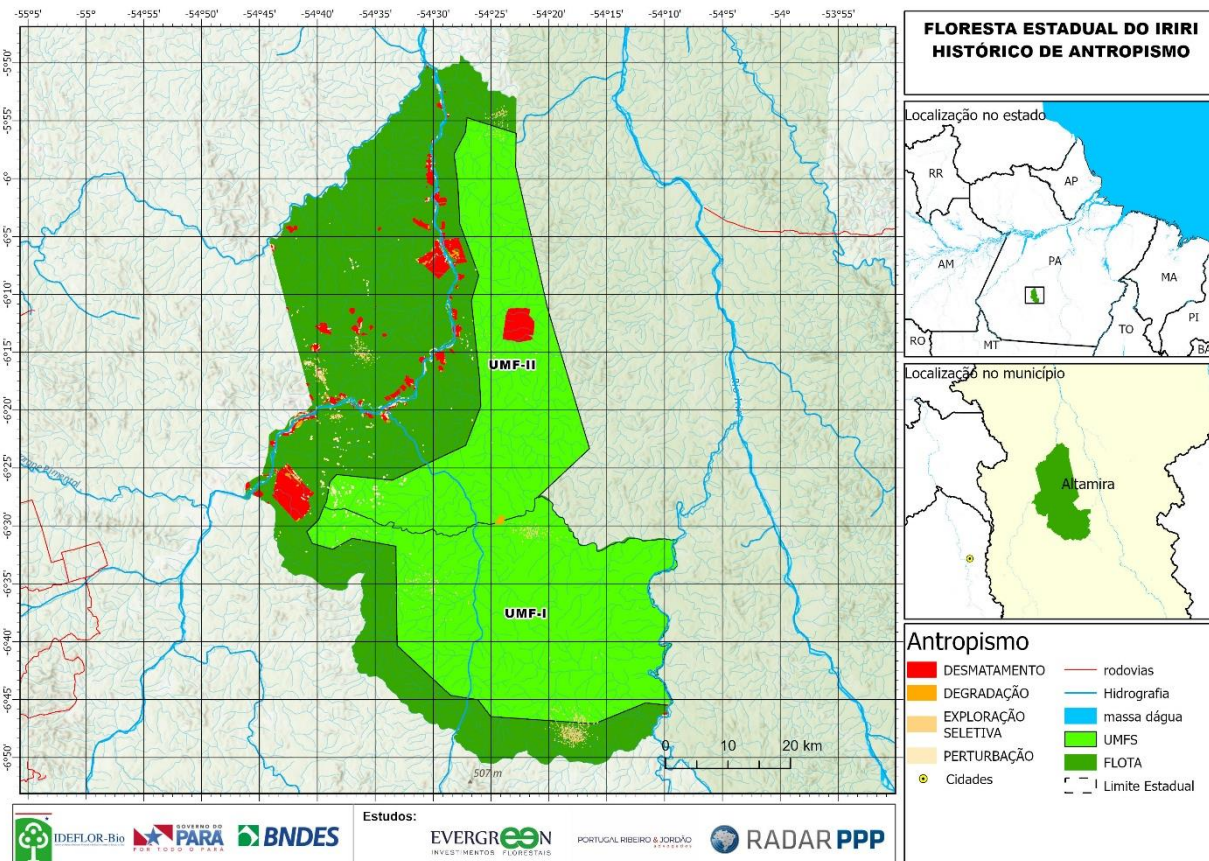 -55°5'
-55°
-54°55'
-54°50'
-54°45'
-54°40'
-54°35'
-54°30'
-54°25'
-54°20'
-54°15'
-54°10'
-54°5'
-54°
-53°55'
-5°50'
-5°55'
-6°
-6°5'
-6°10'
-6°15'
-6°20'
-6°25'
-6°30'
-6°35'
-6°40'
-6°45'
-6°50'
UMF-II
UMF-I
507 m
0 10 20 km
FLORESTA ESTADUAL DO IRIRI
HISTÓRICO DE ANTROPISMO
Localização no estado
RR
AP
AM
PA
MA
PI
TO
RO
MT
BA
Localização no município
Altamira
Antropismo
DESMATAMENTO
DEGRADAÇÃO
EXPLORAÇÃO
SELETIVA
PERTURBAÇÃO
Cidades
rodovias
Hidrografia
massa dágua
UMFS
FLOTA
Limite Estadual
IDEFLOR-Bio
GOVERNO DO
PARÁ
POR TODO O PARÁ
BNDES
Estudos:
EVERGREEN
INVESTIMENTOS FLORESTAIS
PORTUGAL RIBEIRO & JORDÃO
ADVOGADOS
RADAR PPP